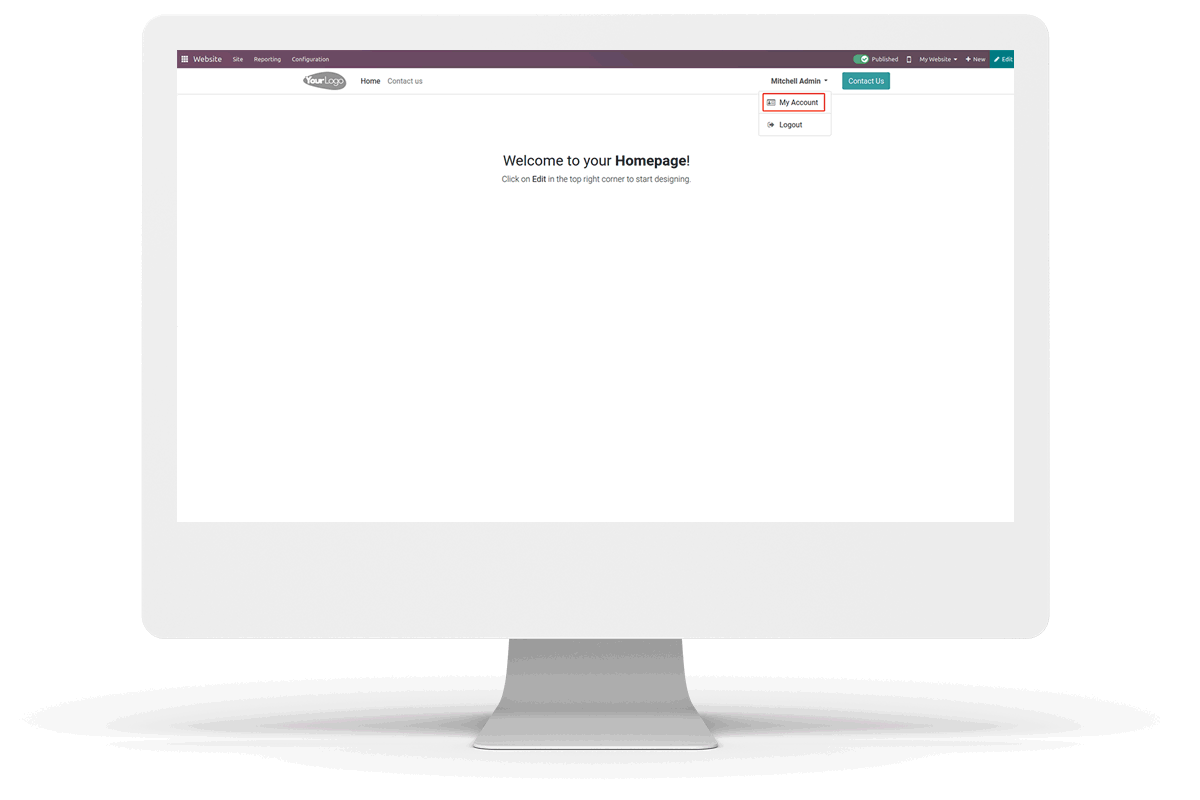 Website Site Reporting Configuration Published My Website + New Edit
YourLogo Home Contact us Mitchell Admin Contact Us
My Account
Logout
Welcome to your Homepage!
Click on Edit in the top right corner to start designing.